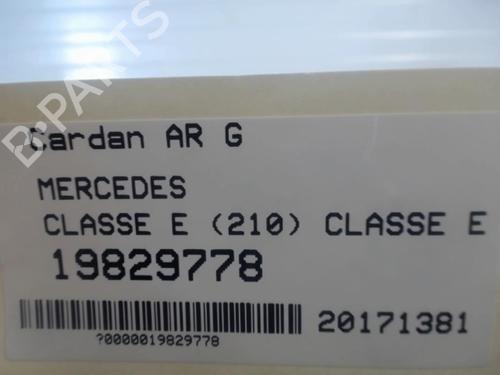 B-PARTS
Cardan AR G
MERCEDES
CLASSE E (210) CLASSE E
19829778
20171381
?0000019829778